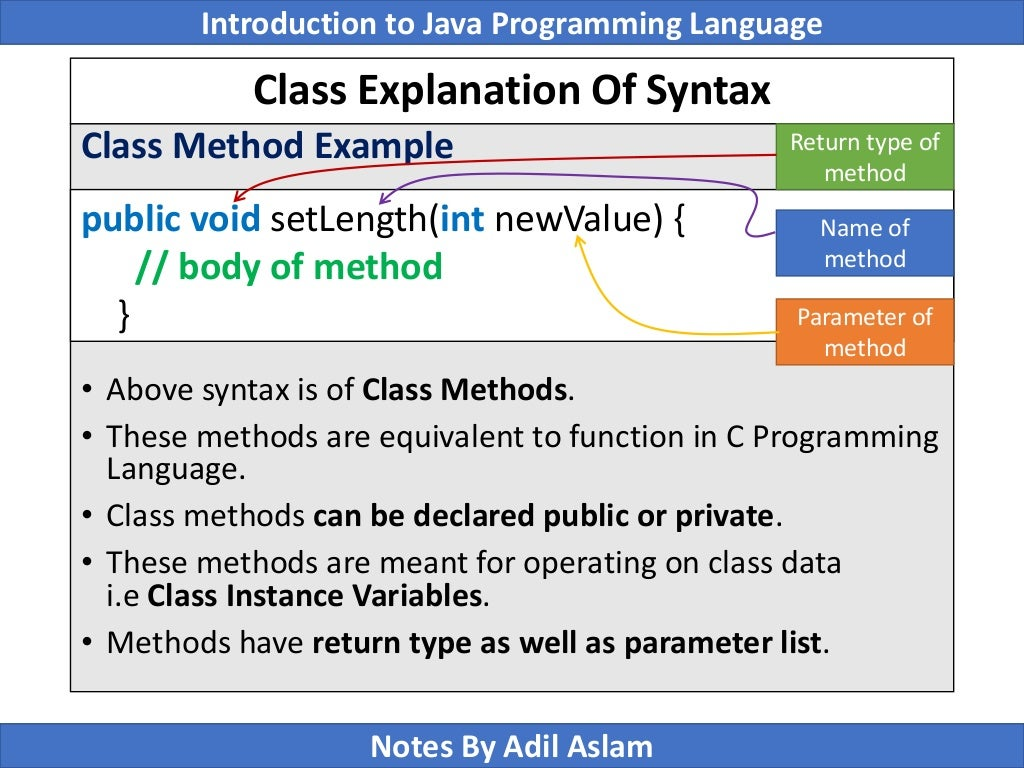 Introduction to Java Programming Language
Class Explanation Of Syntax
Class Method Example
Return type of
method
public void setLength(int newValue) {
Name of
method
// body of method
}
Parameter of
method
• Above syntax is of Class Methods.
• These methods are equivalent to function in C Programming
Language.
• Class methods can be declared public or private.
• These methods are meant for operating on class data
i.e Class Instance Variables.
• Methods have return type as well as parameter list.
Notes By Adil Aslam